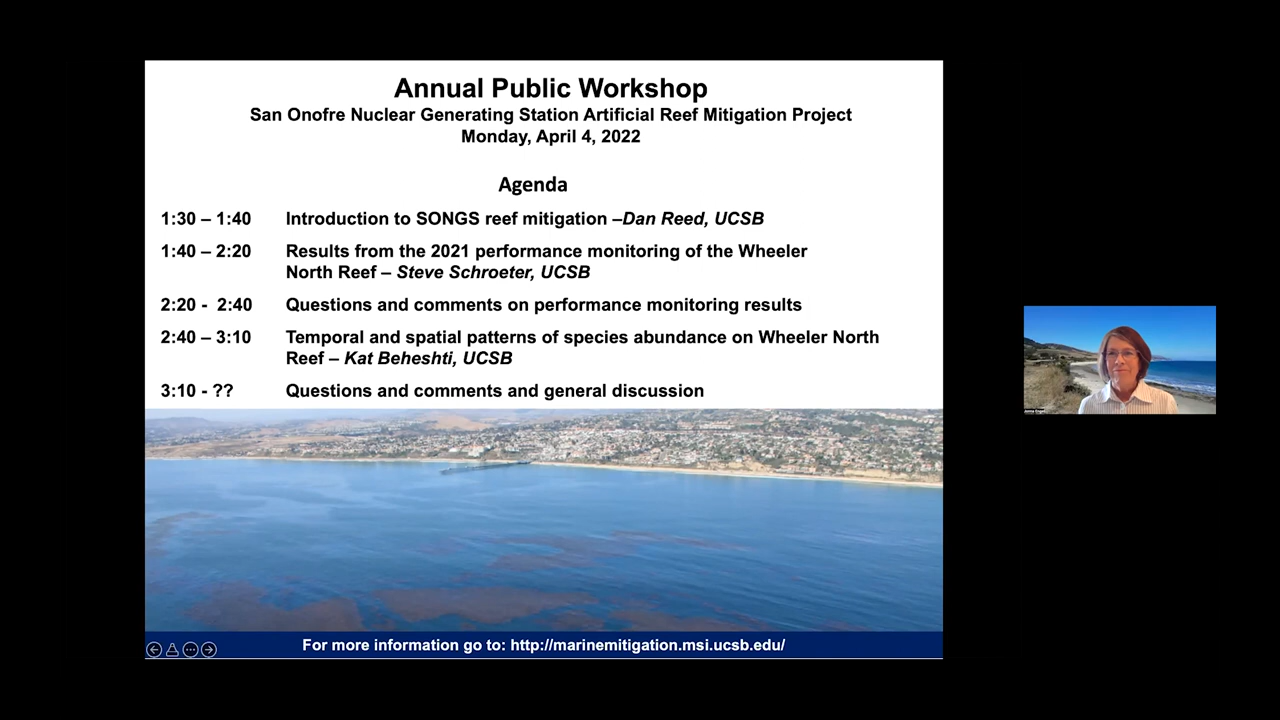 Annual Public Workshop
San Onofre Nuclear Generating Station Artificial Reef Mitigation Project
Monday, April 4, 2022
Agenda
1:30 – 1:40 Introduction to SONGS reef mitigation –Dan Reed, UCSB
1:40 – 2:20 Results from the 2021 performance monitoring of the Wheeler
North Reef – Steve Schroeter, UCSB
2:20 - 2:40 Questions and comments on performance monitoring results
2:40 – 3:10 Temporal and spatial patterns of species abundance on Wheeler North
Reef – Kat Beheshti, UCSB
3:10 - ?? Questions and comments and general discussion
For more information go to: http://marinemitigation.msi.ucsb.edu/